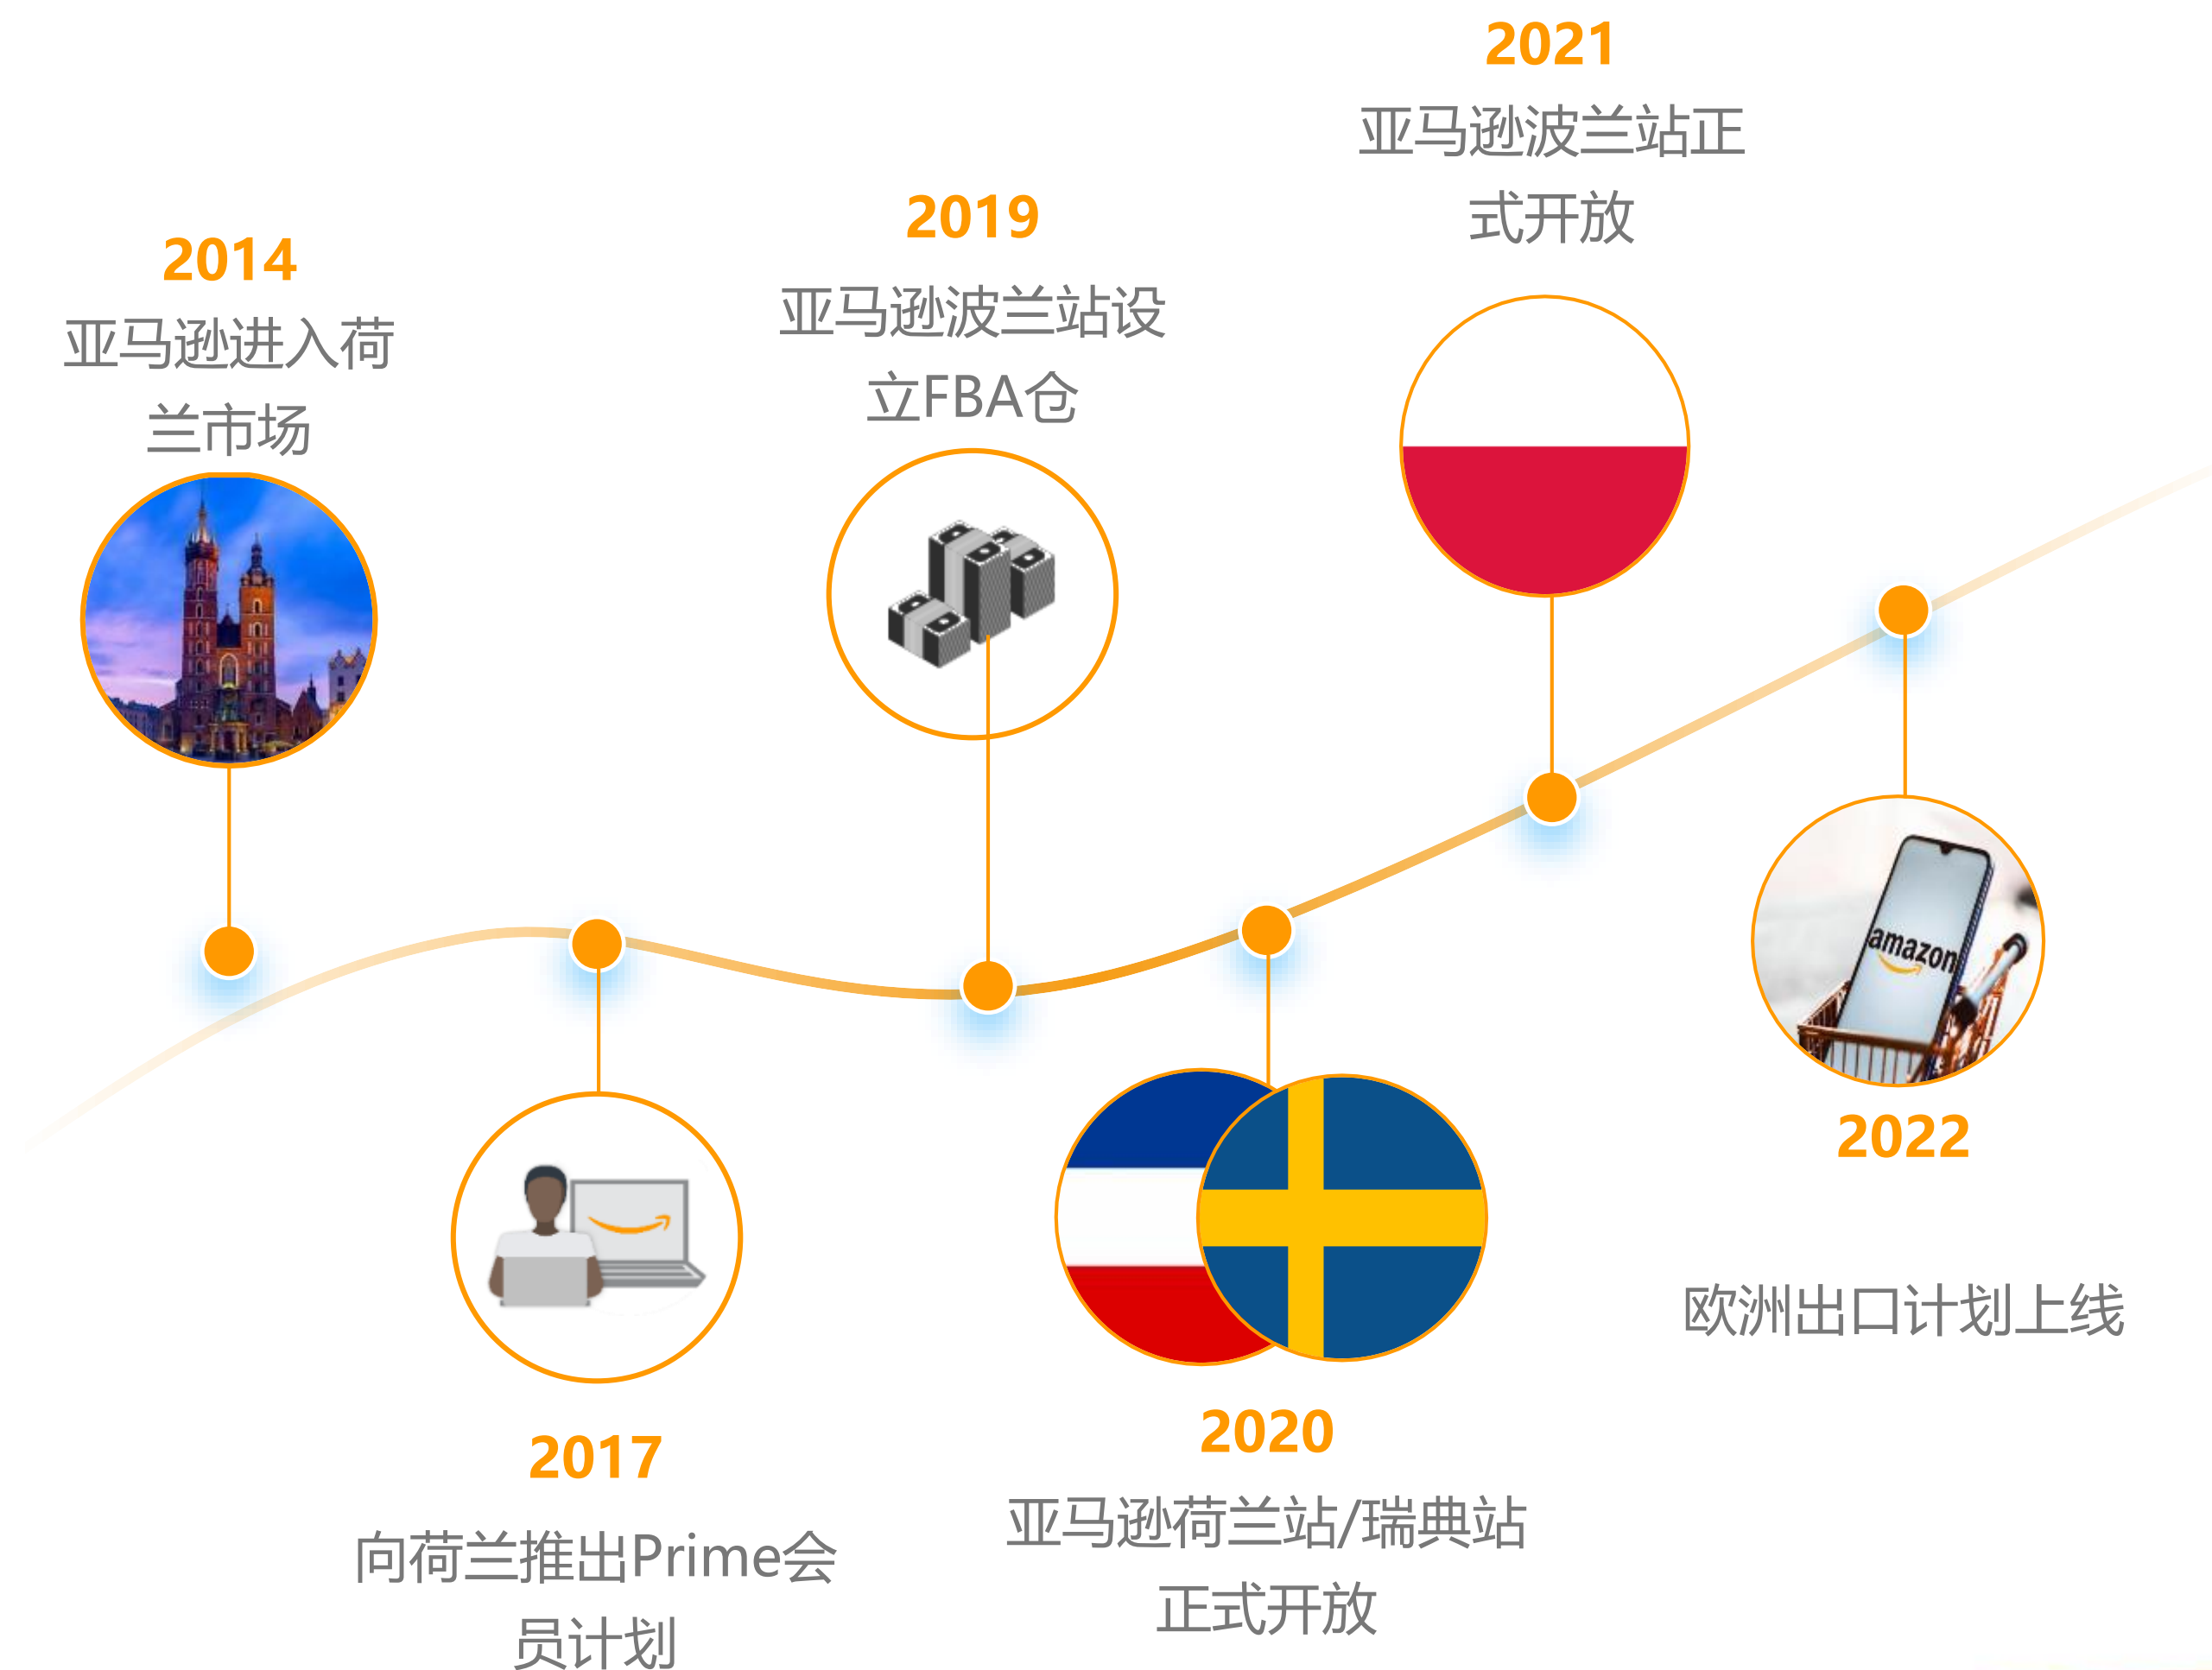 2014
亚马逊进入荷
兰市场
2017
向荷兰推出Prime会
员计划
2019
亚马逊波兰站设
立FBA仓
2020
亚马逊荷兰站/瑞典站
正式开放
2021
亚马逊波兰站正
式开放
amazon
2022
欧洲出口计划上线